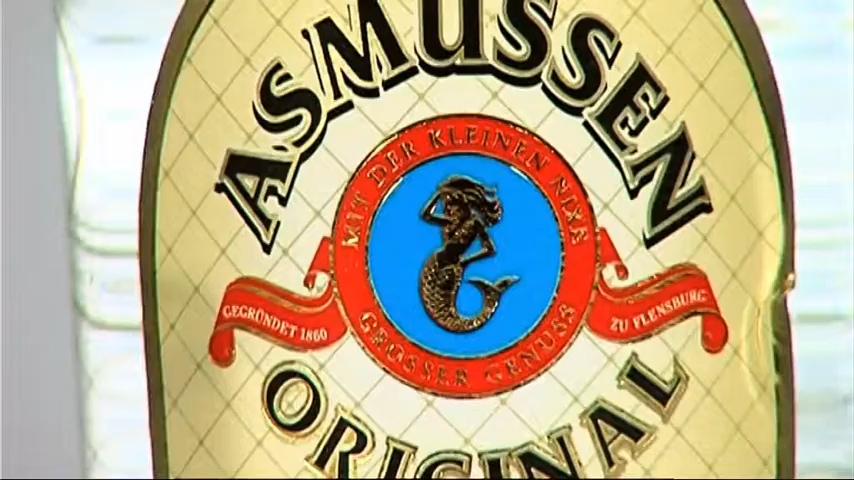 ASMUSSEN
MIT DER KLEINEN NIXE
GEGRÜNDET 1860
ZU FLENSBURG
GROSSER GENUSS
ORIGINAL